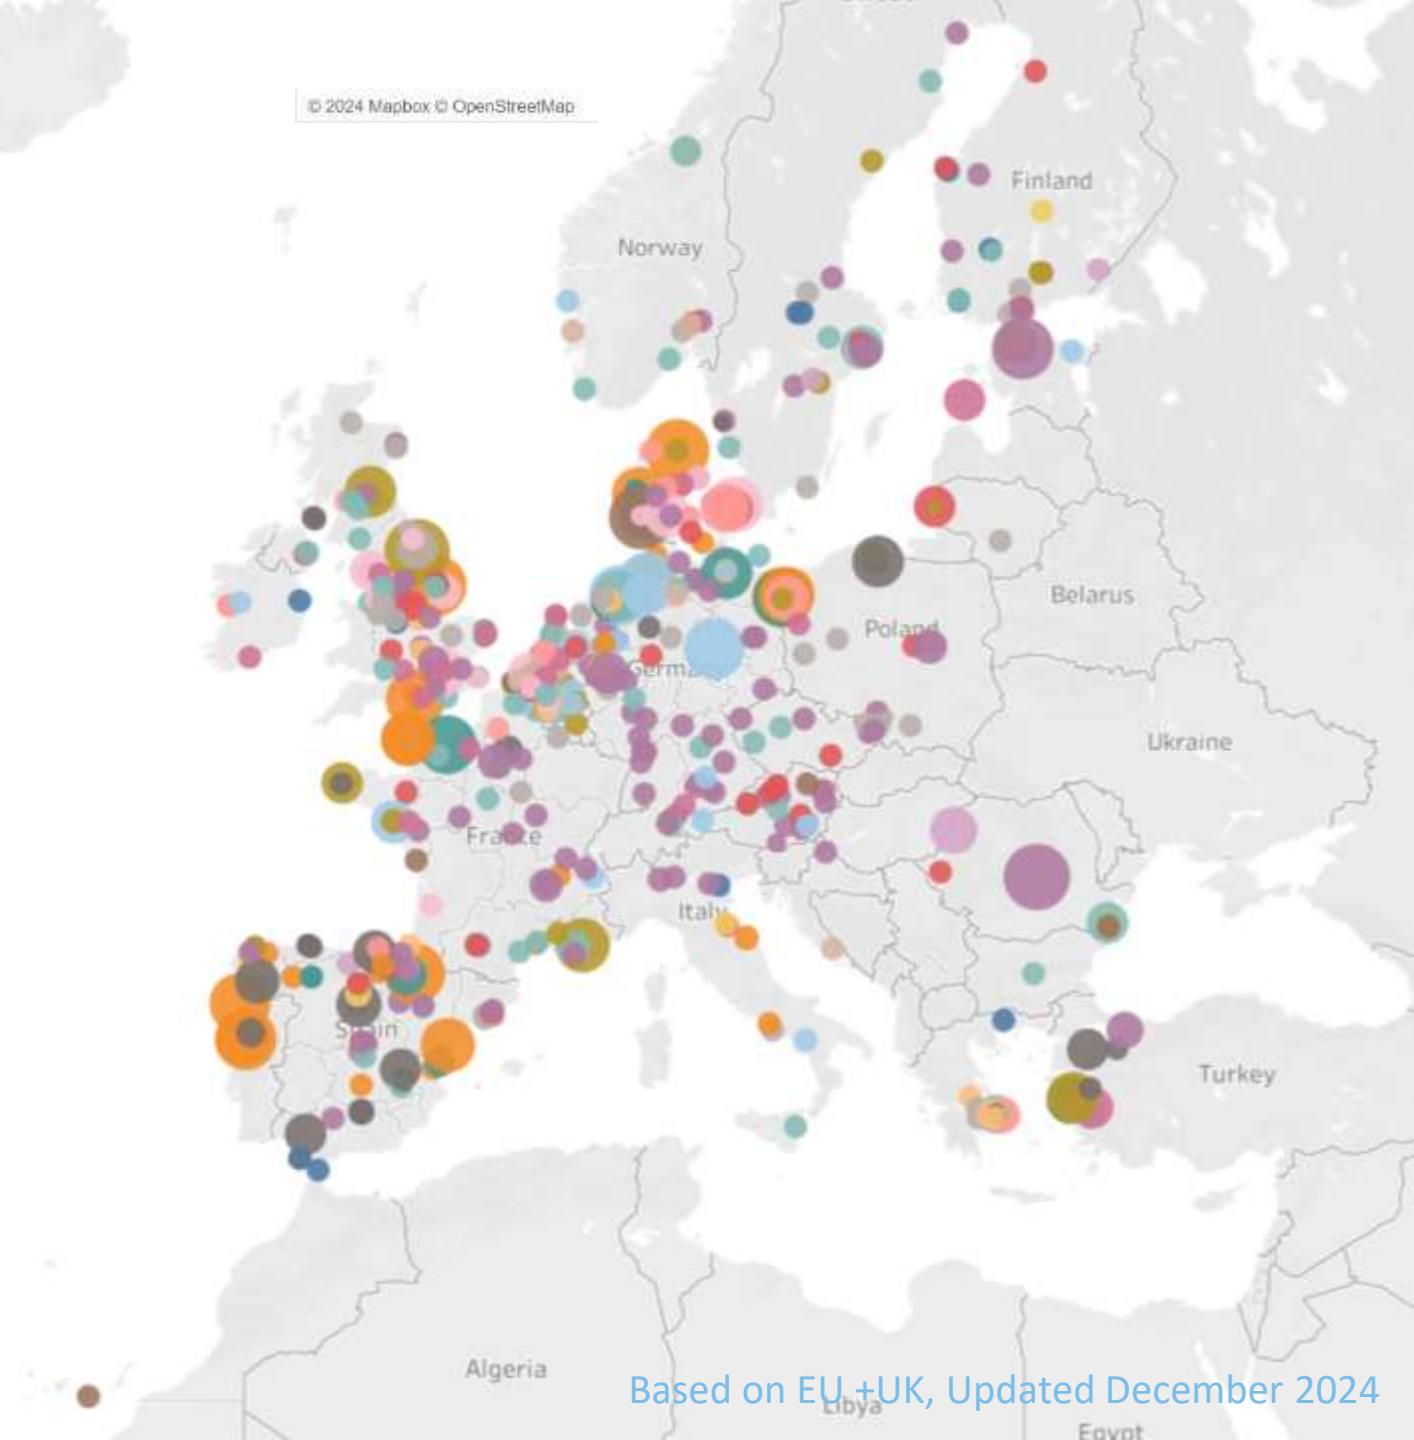 © 2024 Mapbox © OpenStreetMap
Finland
Norway
Belarus
Poland
Germa
Ukraine
France
Italy
Spain
Turkey
Algeria
Based on EU +UK, Updated December 2024
Libya
Egypt